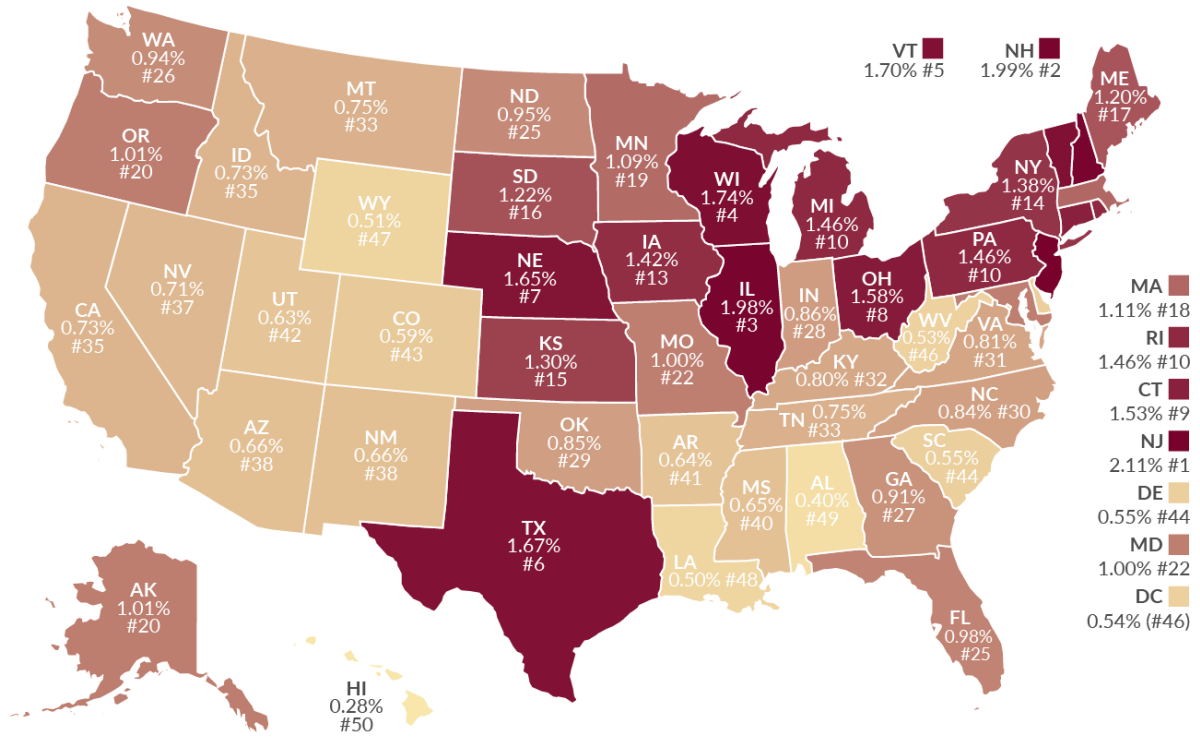 WA
0.94%
#26
MT
0.75%
#33
ND
0.95%
#25
MN
1.09%
#19
VT
1.70% #5
NH
1.99% #2
ME
1.20%
#17
OR
1.01%
#20
ID
0.73%
#35
WY
0.51%
#47
SD
1.22%
#16
WI
1.74%
#4
MI
1.46%
#10
NY
1.38%
#14
NE
1.65%
#7
IA
1.42%
#13
PA
1.46%
#10
CA
0.73%
#35
NV
0.71%
#37
UT
0.63%
#42
CO
0.59%
#43
KS
1.30%
#15
MO
1.00%
#22
IL
1.98%
#3
IN
0.86%
#28
OH
1.58%
#8
WV
0.53%
#46
VA
0.81%
#31
KY
0.80% #32
MA
1.11% #18
RI
1.46% #10
CT
1.53% #9
NJ
2.11% #1
DE
0.55% #44
MD
1.00% #22
DC
0.54% (#46)
AZ
0.66%
#38
NM
0.66%
#38
OK
0.85%
#29
AR
0.64%
#41
TN 0.75%
#33
NC
0.84% #30
SC
0.55%
#44
MS
0.65%
#40
AL
0.40%
#49
GA
0.91%
#27
TX
1.67%
#6
LA
0.50% #48
FL
0.98%
#25
AK
1.01%
#20
HI
0.28%
#50